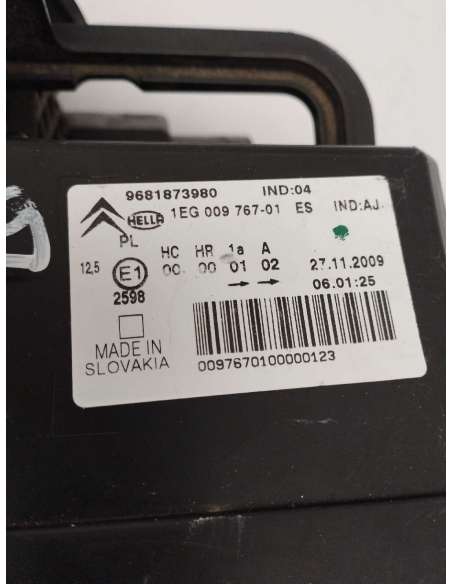 9681873980 IND:04
HELLA 1EG 009 767-01 ES IND:AJ
PL
HC HR 1a A
12,5 E1 00 00 01 02 27.11.2009
2598 06.01:25
MADE IN
SLOVAKIA
0097670100000123